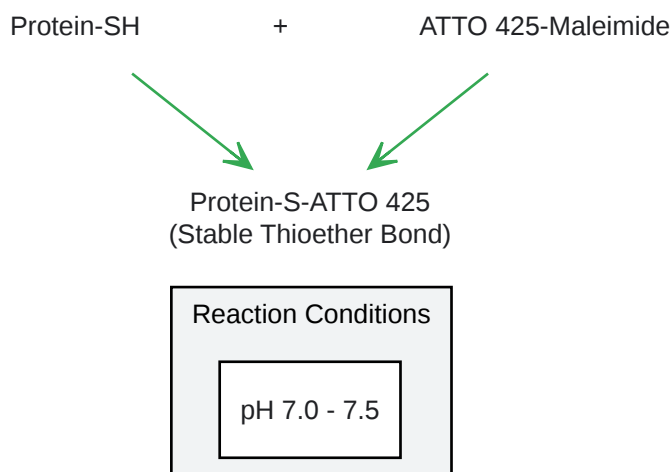 Protein-SH + ATTO 425-Maleimide
Protein-S-ATTO 425
(Stable Thioether Bond)
Reaction Conditions
pH 7.0 - 7.5